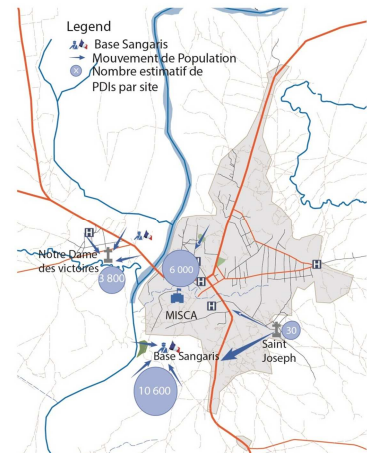 Legend
Base Sangaris
Mouvement de Population
Nombre estimatif de
PDIs par site
H
Notre Dame
des victoires
3 800
6 000
H
H
H
H
MISCA
30
Saint
Joseph
Base Sangaris
10 600